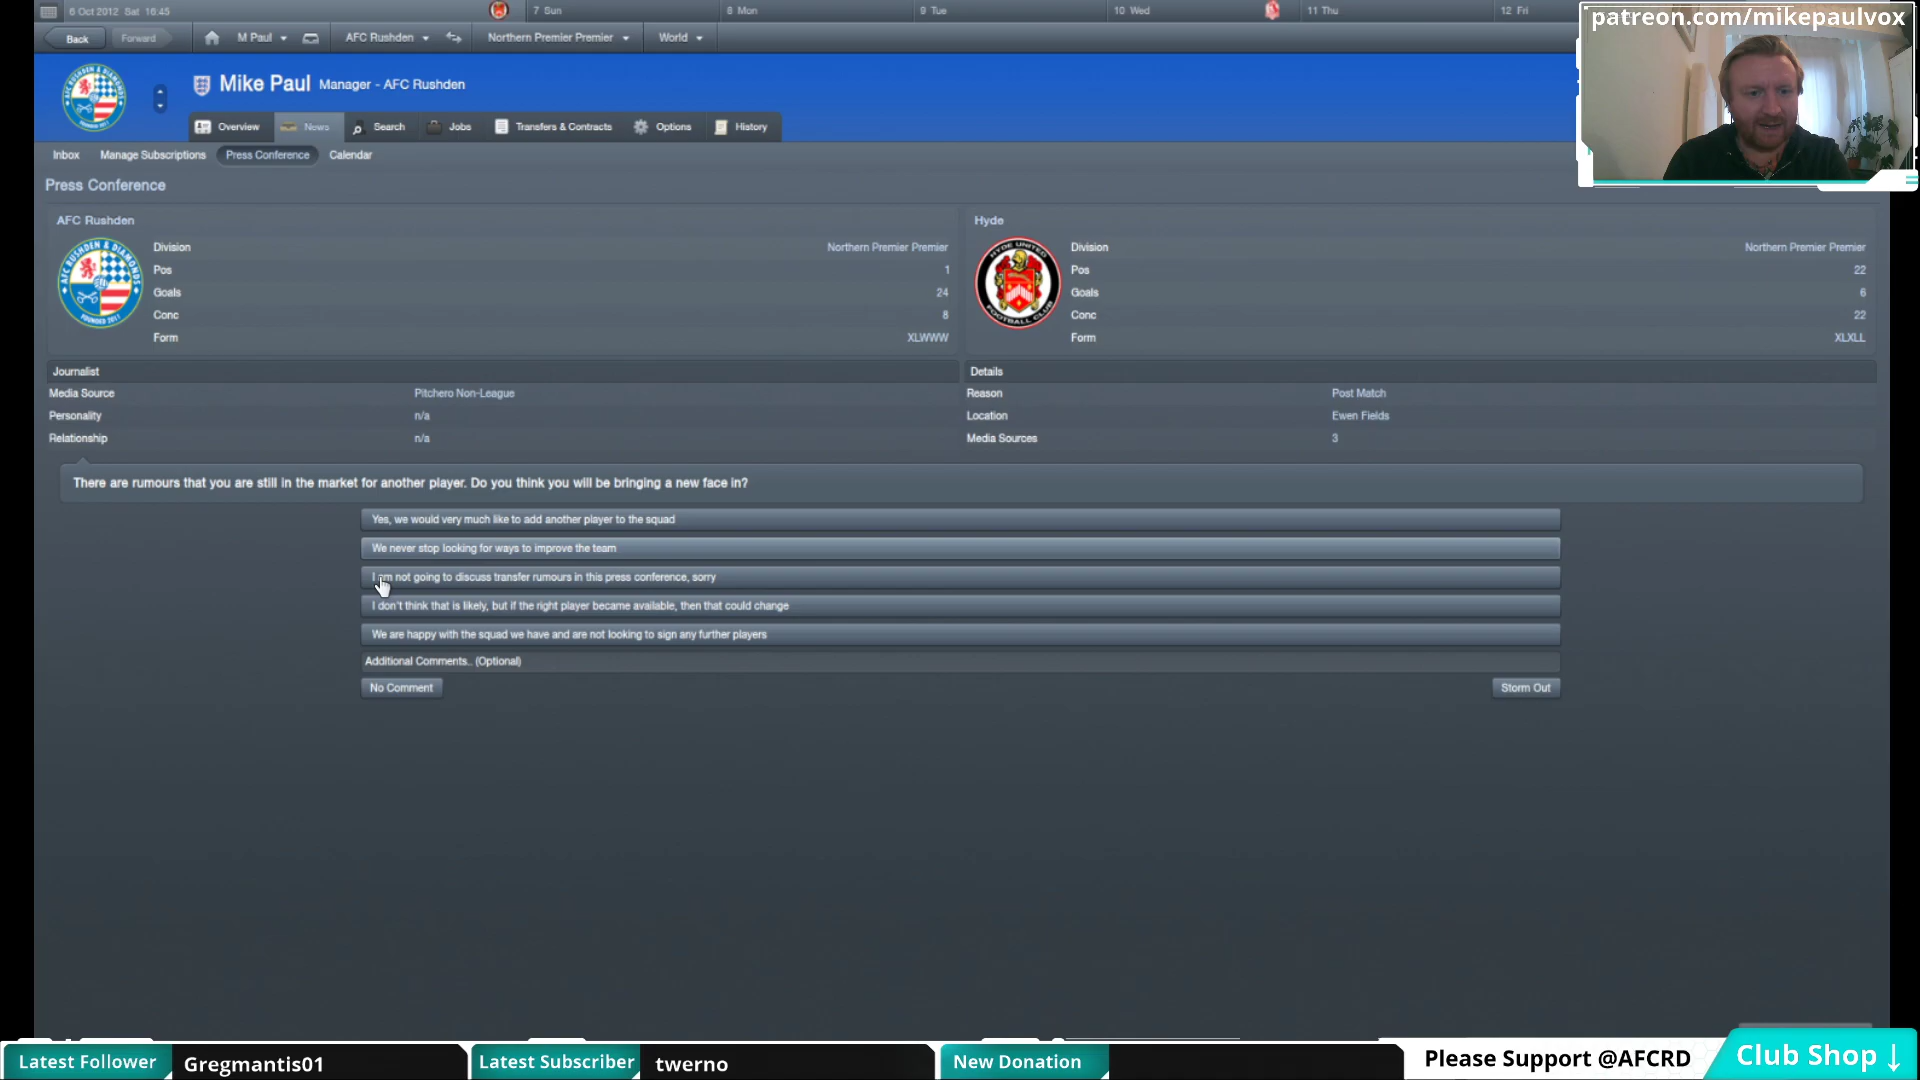 6 Oct 2012 Sat 16:45
7 Sun
8 Mon
9 Tue
10 Wed
11 Thu
12 Fri
patreon.com/mikepaulvox
Back
Forward
M Paul
AFC Rushden
Northern Premier Premier
World
Mike Paul Manager - AFC Rushden
Overview
News
Search
Jobs
Transfers & Contracts
Options
History
Inbox
Manage Subscriptions
Press Conference
Calendar
Press Conference
AFC Rushden
Division Northern Premier Premier
Pos 1
Goals 24
Conc 8
Form XLWWW
AFC RUSHDEN & DIAMONDS
FOUNDED 2011
Hyde
Division Northern Premier Premier
Pos 22
Goals 6
Conc 22
Form XLXLL
HYDE UNITED
FOOTBALL CLUB
Journalist
Media Source Pitchero Non-League
Personality n/a
Relationship n/a
Details
Reason Post Match
Location Ewen Fields
Media Sources 3
There are rumours that you are still in the market for another player. Do you think you will be bringing a new face in?
Yes, we would very much like to add another player to the squad
We never stop looking for ways to improve the team
I am not going to discuss transfer rumours in this press conference, sorry
I don't think that is likely, but if the right player became available, then that could change
We are happy with the squad we have and are not looking to sign any further players
Additional Comments.. (Optional)
No Comment
Storm Out
Latest Follower
Gregmantis01
Latest Subscriber
twerno
New Donation
Please Support @AFCRD
Club Shop ↓